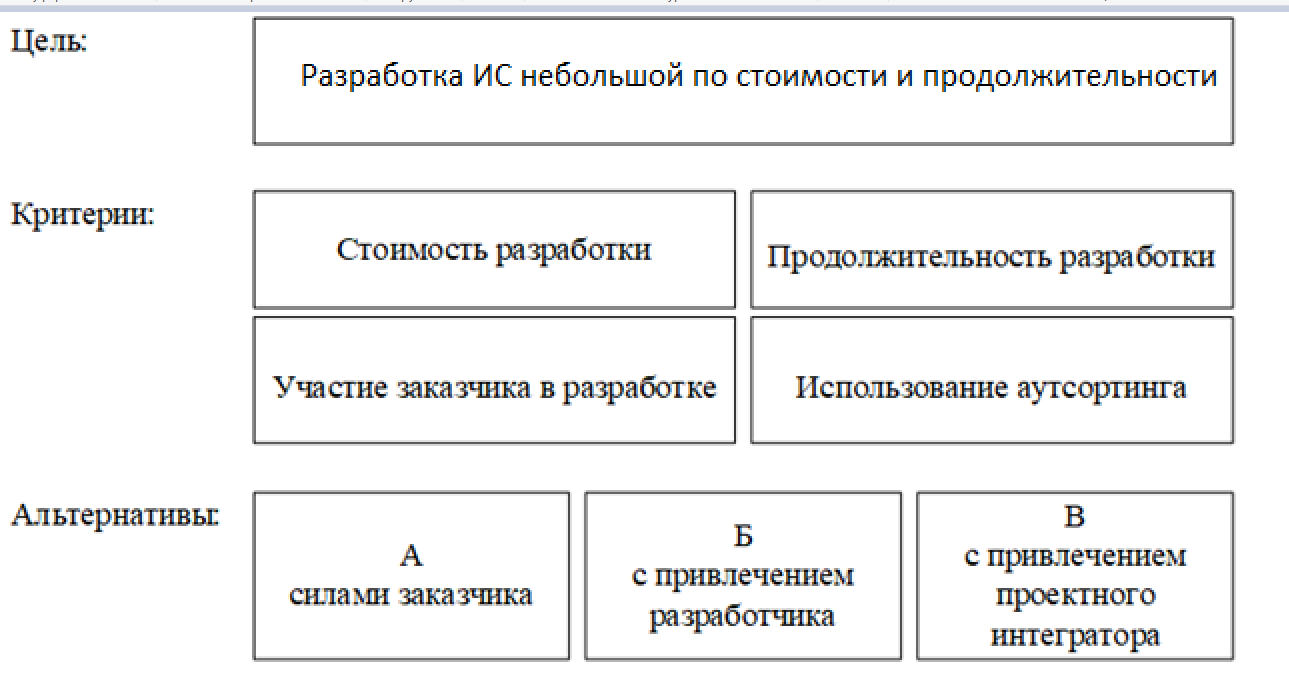 Цель:
Разработка ИС небольшой по стоимости и продолжительности
Критерии:
Стоимость разработки
Продолжительность разработки
Участие заказчика в разработке
Использование аутсортинга
Альтернативы:
А
силами заказчика
Б
с привлечением
разработчика
В
с привлечением
проектного
интегратора